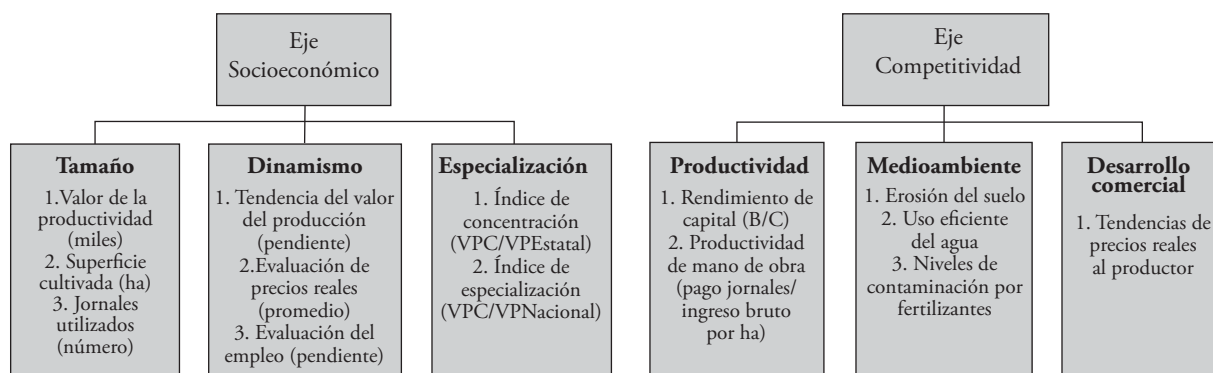 Eje
Socioeconómico
Eje
Competitividad
Tamaño
1.Valor de la
productividad
(miles)
2. Superficie
cultivada (ha)
3. Jornales
utilizados
(número)
Dinamismo
1. Tendencia del valor
del producción
(pendiente)
2.Evaluación de
precios reales
(promedio)
3. Evaluación del
empleo (pendiente)
Especialización
1. Índice de
concentración
(VPC/VPEstatal)
2. Índice de
especialización
(VPC/VPNacional)
Productividad
1. Rendimiento de
capital (B/C)
2. Productividad
de mano de obra
(pago jornales/
ingreso bruto
por ha)
Medioambiente
1. Erosión del suelo
2. Uso eficiente
del agua
3. Niveles de
contaminación por
fertilizantes
Desarrollo
comercial
1. Tendencias de
precios reales
al productor